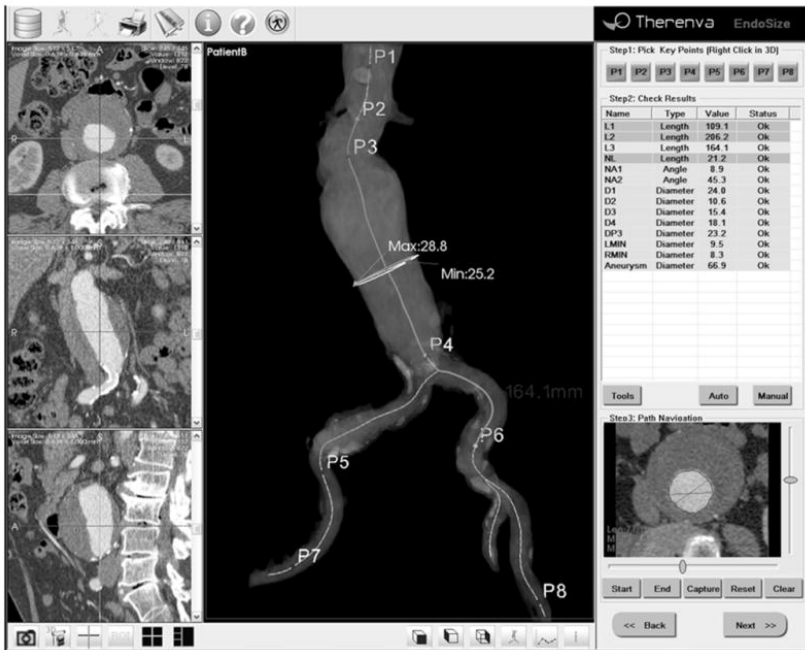 Therenva EndoSize
PatientB
A
R
L
R
A
P1
P2
P3
Max:28.8
Min:25.2
P4
164.1mm
P6
P5
P7
P8
Step1: Pick Key Points (Right Click in 3D)
P1 P2 P3 P4 P5 P6 P7 P8
Step2: Check Results
Name Type Value Status
L1 Length 109.1 Ok
L2 Length 206.2 Ok
L3 Length 164.1 Ok
NL Length 21.2 Ok
NA1 Angle 8.9 Ok
NA2 Angle 45.3 Ok
D1 Diameter 24.0 Ok
D2 Diameter 10.6 Ok
D3 Diameter 15.4 Ok
D4 Diameter 18.1 Ok
DP3 Diameter 23.2 Ok
LMIN Diameter 9.5 Ok
RMIN Diameter 8.3 Ok
Aneurysm Diameter 66.9 Ok
Tools Auto Manual
Step3: Path Navigation
Start End Capture Reset Clear
<< Back Next >>